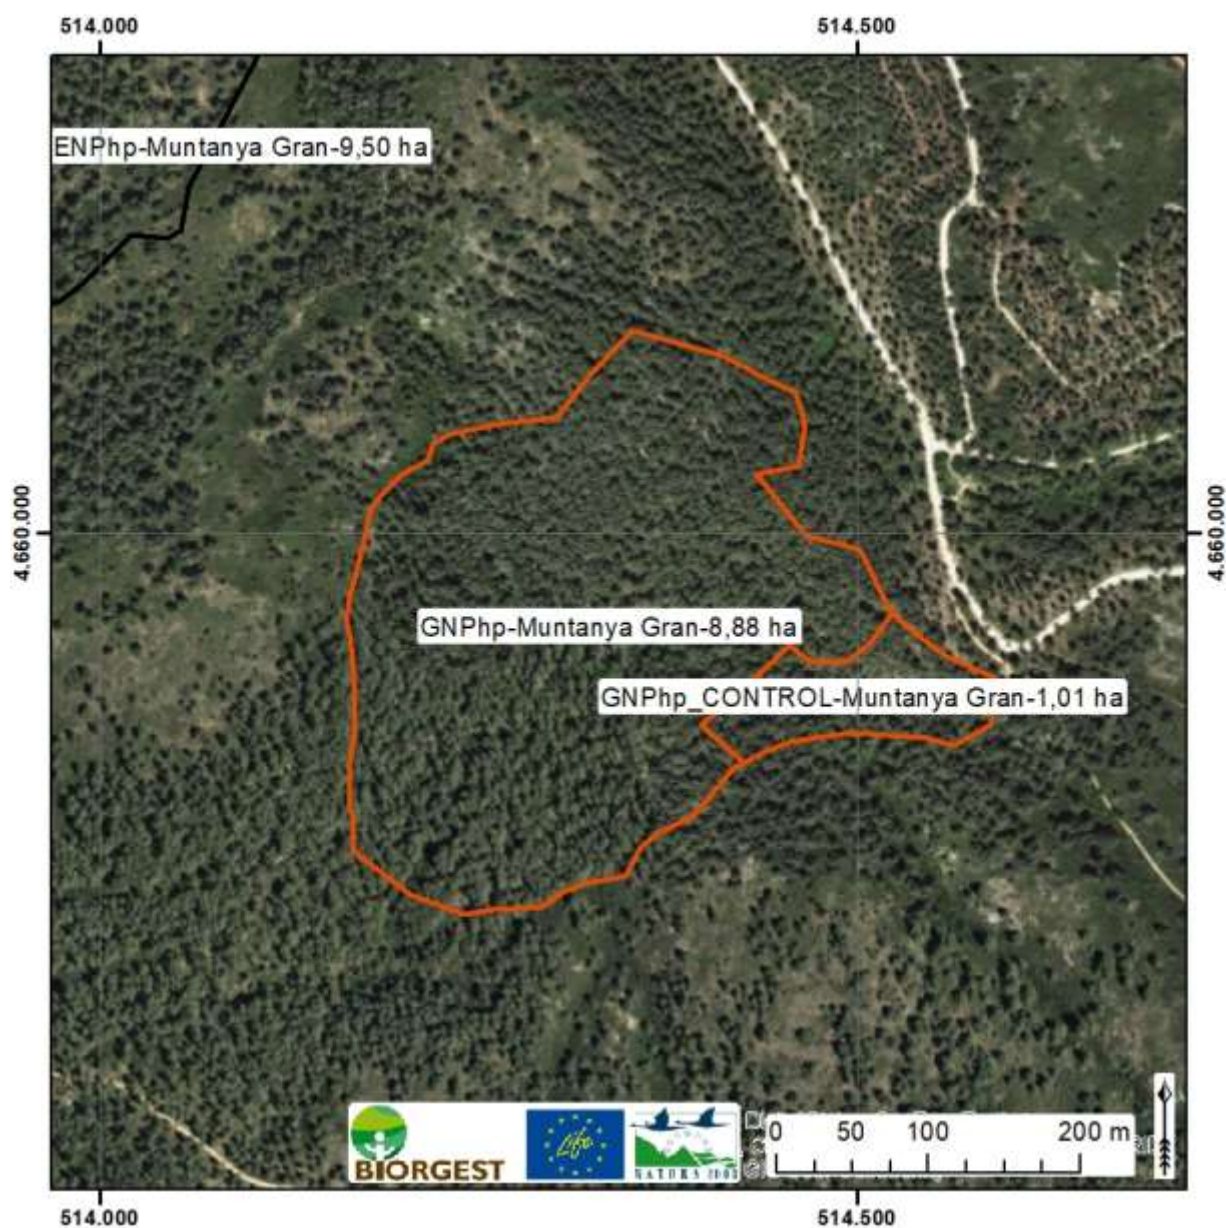 514.000
514.500
ENPhp-Muntanya Gran-9,50 ha
4.660.000
4.660.000
GNPhp-Muntanya Gran-8,88 ha
GNPhp_CONTROL-Muntanya Gran-1,01 ha
BIORGEST
Life
NATURA 2000
0 50 100 200 m
514.000
514.500